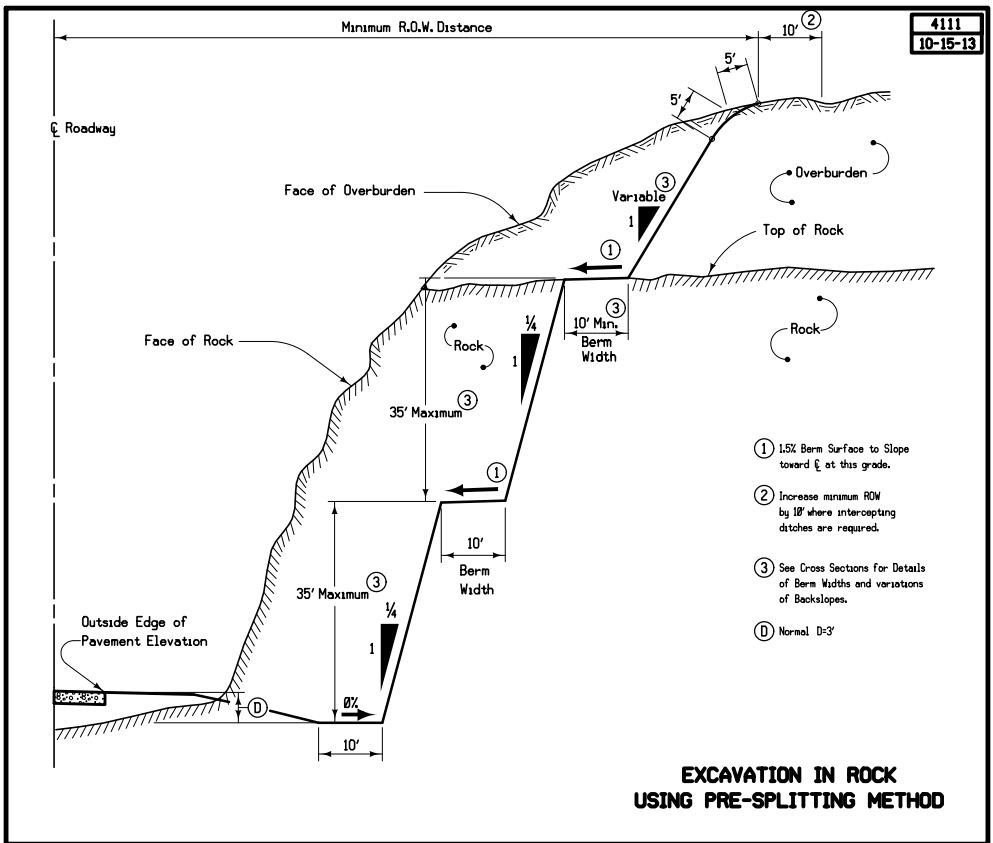 4111
10-15-13
Minimum R.O.W. Distance
10' ②
5'
5'
℄ Roadway
Face of Overburden
Variable ③
1
Overburden
Top of Rock
①
③
10' Min.
Berm
Width
¼
1
Rock
Rock
Face of Rock
35' Maximum ③
①
10'
Berm
Width
35' Maximum ③
¼
1
Outside Edge of
Pavement Elevation
D
0%
10'
① 1.5% Berm Surface to Slope
toward ℄ at this grade.
② Increase minimum ROW
by 10' where intercepting
ditches are required.
③ See Cross Sections for Details
of Berm Widths and variations
of Backslopes.
Ⓓ Normal D=3'
EXCAVATION IN ROCK
USING PRE-SPLITTING METHOD